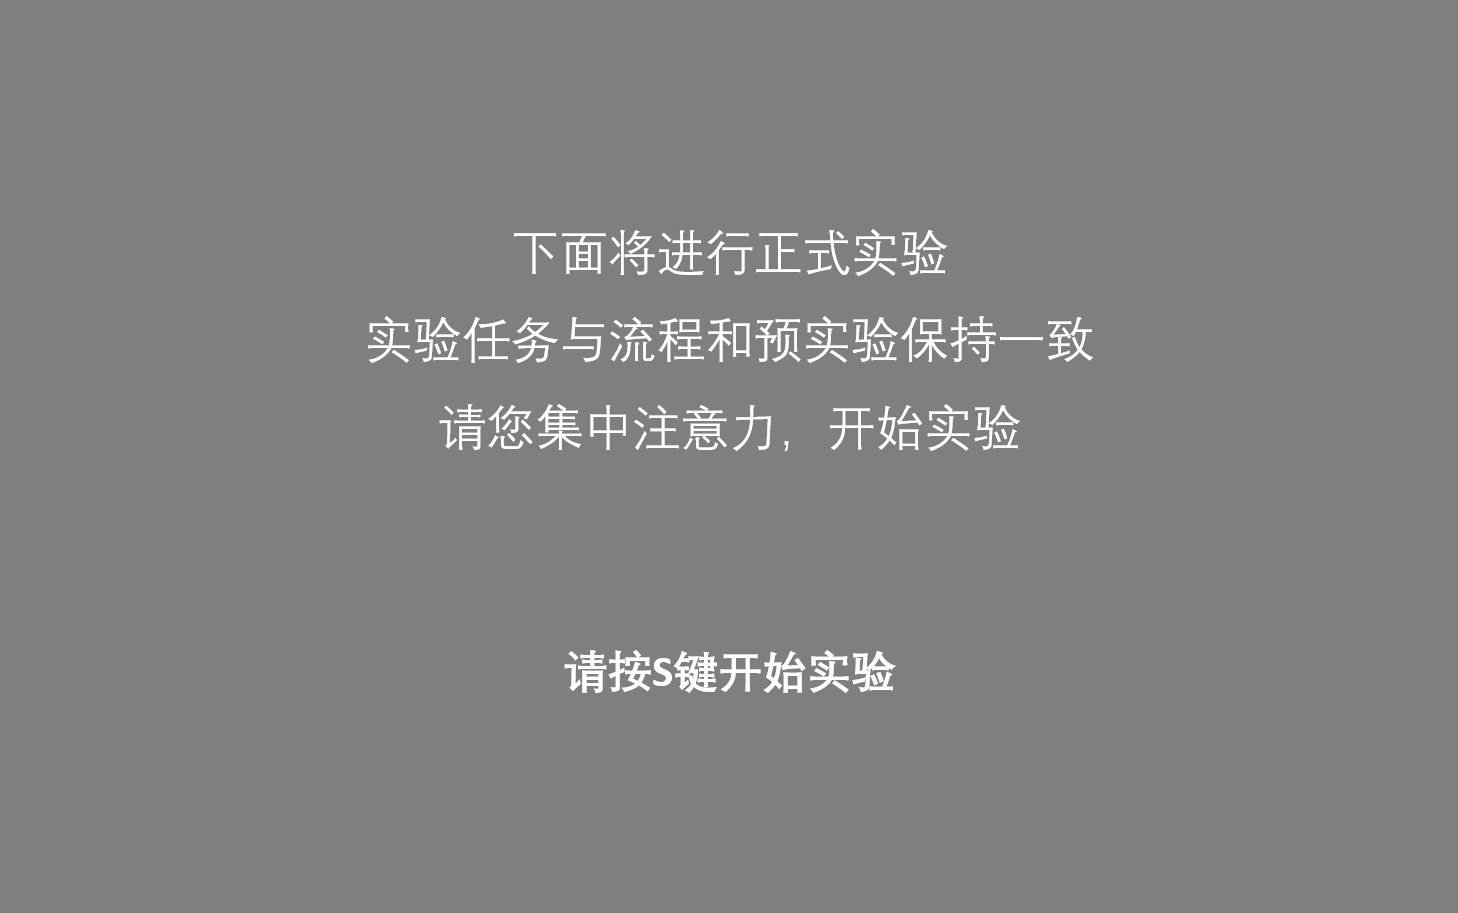 下面将进行正式实验
实验任务与流程和预实验保持一致
请您集中注意力，开始实验
请按S键开始实验